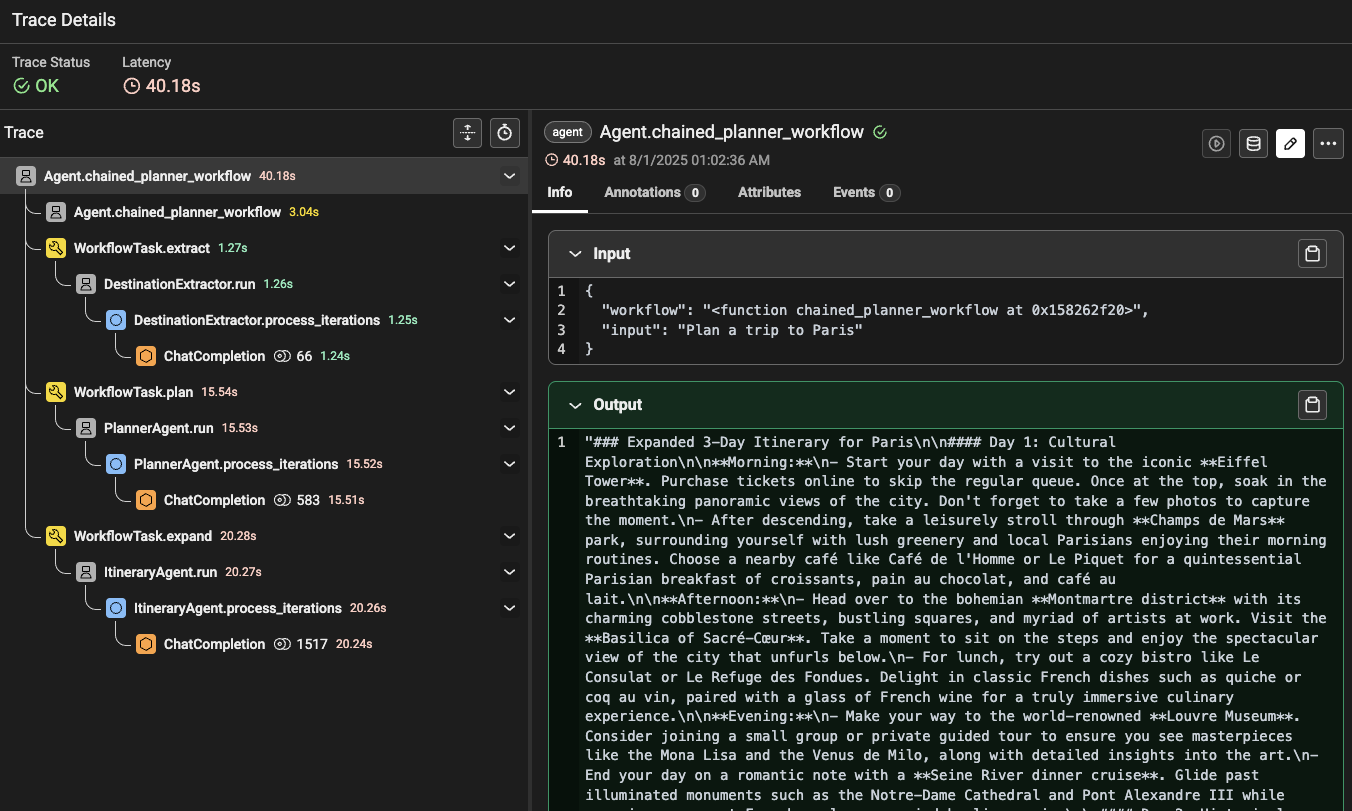 Trace Details
Trace Status
Latency
OK
40.18s
Trace
Agent.chained_planner_workflow 40.18s
Agent.chained_planner_workflow 3.04s
WorkflowTask.extract 1.27s
DestinationExtractor.run 1.26s
DestinationExtractor.process_iterations 1.25s
ChatCompletion 66 1.24s
WorkflowTask.plan 15.54s
PlannerAgent.run 15.53s
PlannerAgent.process_iterations 15.52s
ChatCompletion 583 15.51s
WorkflowTask.expand 20.28s
ItineraryAgent.run 20.27s
ItineraryAgent.process_iterations 20.26s
ChatCompletion 1517 20.24s
agent Agent.chained_planner_workflow
40.18s at 8/1/2025 01:02:36 AM
Info Annotations 0 Attributes Events 0
Input
1 {
2 "workflow": "<function chained_planner_workflow at 0x158262f20>",
3 "input": "Plan a trip to Paris"
4 }
Output
1 "### Expanded 3-Day Itinerary for Paris\n\n#### Day 1: Cultural
Exploration\n\n**Morning:**\n- Start your day with a visit to the iconic **Eiffel
Tower**. Purchase tickets online to skip the regular queue. Once at the top, soak in the
breathtaking panoramic views of the city. Don't forget to take a few photos to capture
the moment.\n- After descending, take a leisurely stroll through **Champs de Mars**
park, surrounding yourself with lush greenery and local Parisians enjoying their morning
routines. Choose a nearby café like Café de l'Homme or Le Piquet for a quintessential
Parisian breakfast of croissants, pain au chocolat, and café au
lait.\n\n**Afternoon:**\n- Head over to the bohemian **Montmartre district** with its
charming cobblestone streets, bustling squares, and myriad of artists at work. Visit the
**Basilica of Sacré-Cœur**. Take a moment to sit on the steps and enjoy the spectacular
view of the city that unfurls below.\n- For lunch, try out a cozy bistro like Le
Consulat or Le Refuge des Fondues. Delight in classic French dishes such as quiche or
coq au vin, paired with a glass of French wine for a truly immersive culinary
experience.\n\n**Evening:**\n- Make your way to the world-renowned **Louvre Museum**.
Consider joining a small group or private guided tour to ensure you see masterpieces
like the Mona Lisa and the Venus de Milo, along with detailed insights into the art.\n-
End your day on a romantic note with a **Seine River dinner cruise**. Glide past
illuminated monuments such as the Notre-Dame Cathedral and Pont Alexandre III while